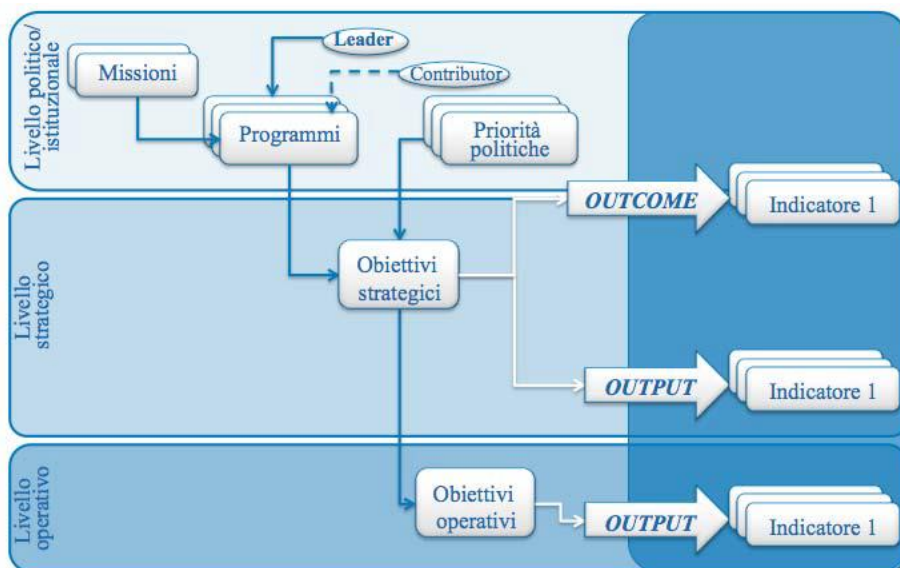 Livello politico/
istituzionale
Missioni
Leader
Contributor
Programmi
Priorità
politiche
OUTCOME
Indicatore 1
Livello
strategico
Obiettivi
strategici
OUTPUT
Indicatore 1
Livello
operativo
Obiettivi
operativi
OUTPUT
Indicatore 1